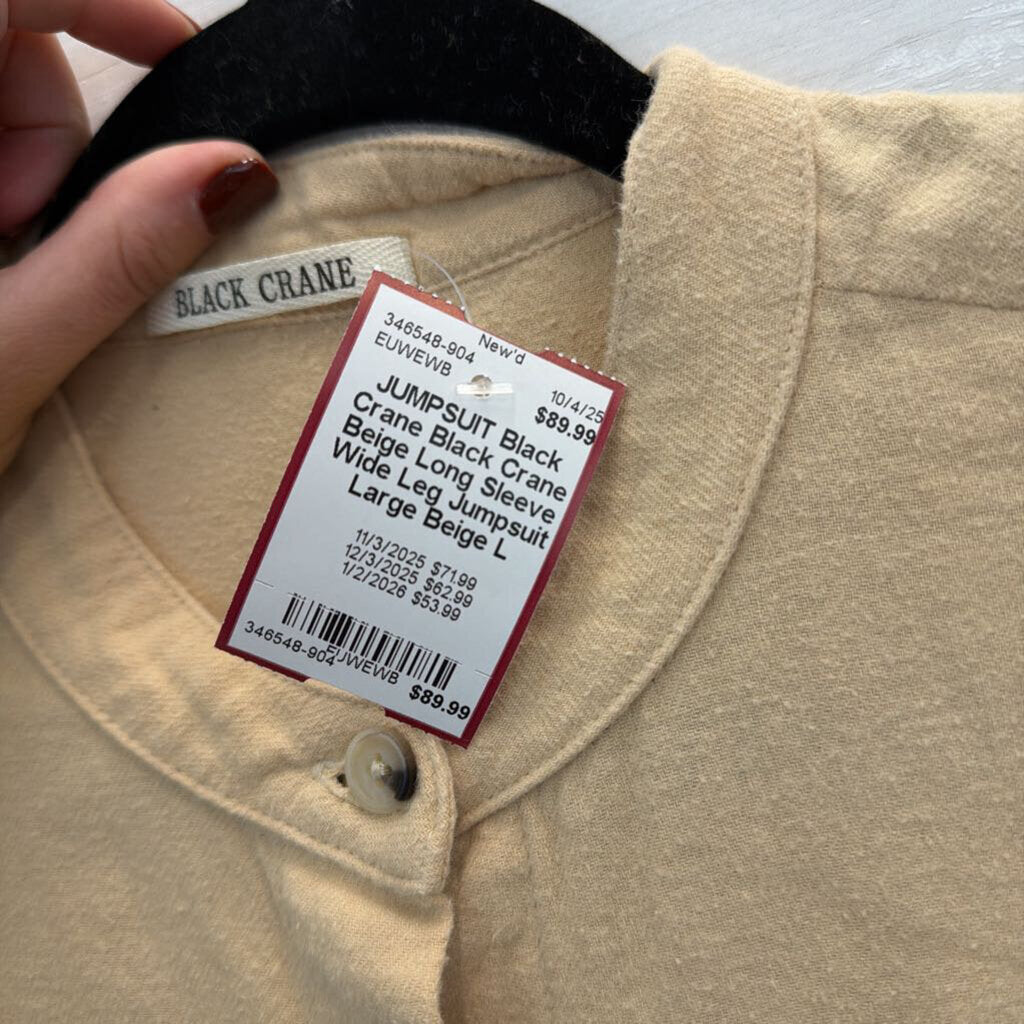 BLACK CRANE
346548-904 New'd
EUWEWB 10/4/25
$89.99
JUMPSUIT Black
Crane Black Crane
Beige Long Sleeve
Wide Leg Jumpsuit
Large Beige L
11/3/2025 $71.99
12/3/2025 $62.99
1/2/2026 $53.99
346548-904
EUWEWB
$89.99